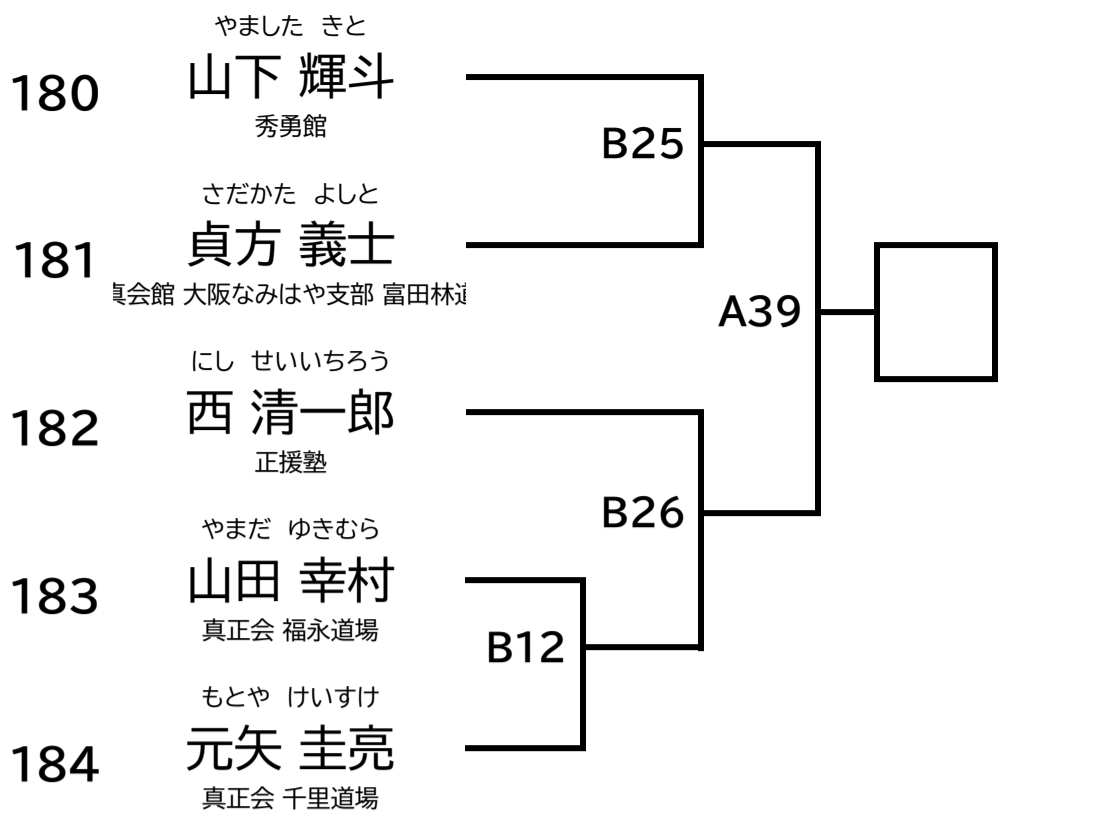 やました きと
180
山下 輝斗
秀勇館
B25
さだかた よしと
181
貞方 義士
真会館 大阪なみはや支部 富田林道
A39
にし せいいちろう
182
西 清一郎
正援塾
B26
やまだ ゆきむら
183
山田 幸村
真正会 福永道場
B12
もとや けいすけ
184
元矢 圭亮
真正会 千里道場